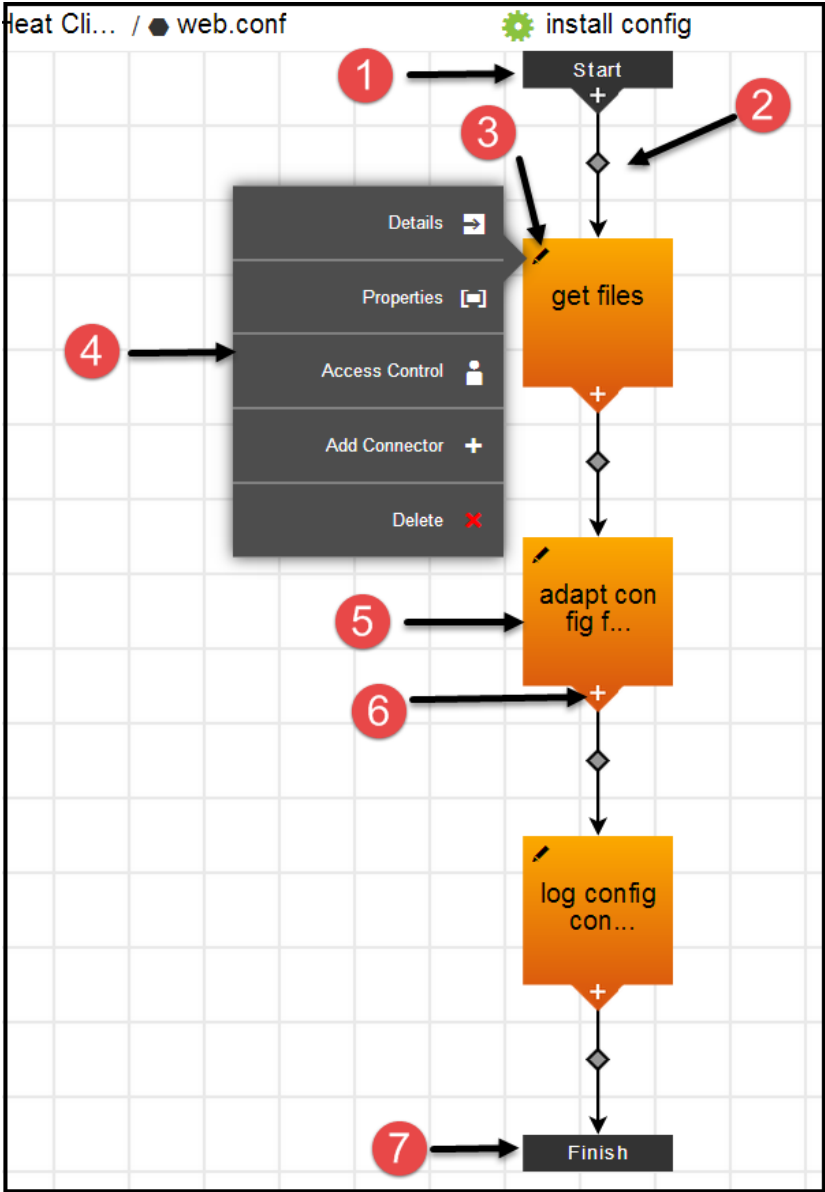 Heat Cli... / web.conf
install config
1
Start
2
3
Details
Properties
get files
4
Access Control
Add Connector
Delete
adapt con
fig f...
5
6
log config
con...
7
Finish